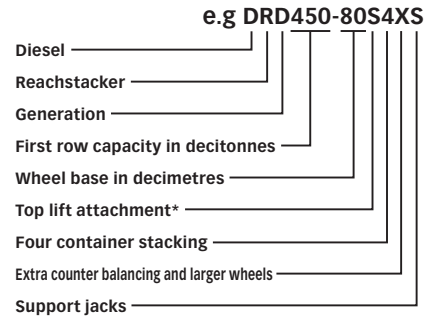 e.g DRD450-80S4XS
Diesel
Reachstacker
Generation
First row capacity in decitonnes
Wheel base in decimetres
Top lift attachment*
Four container stacking
Extra counter balancing and larger wheels
Support jacks